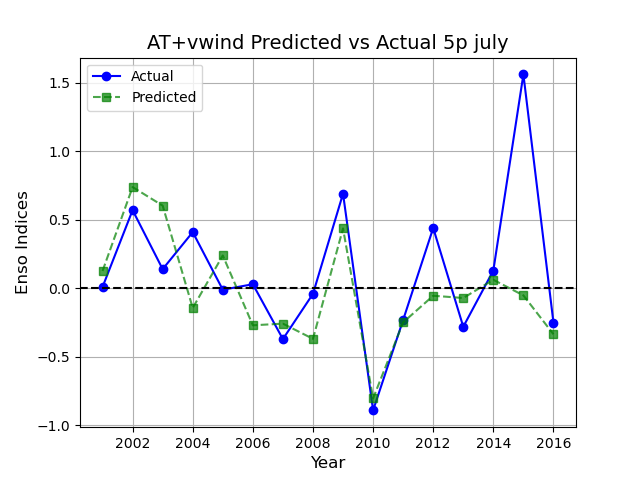 AT+vwind Predicted vs Actual 5p july
Actual
Predicted
1.5
1.0
0.5
0.0
−0.5
−1.0
Enso Indices
2002 2004 2006 2008 2010 2012 2014 2016
Year